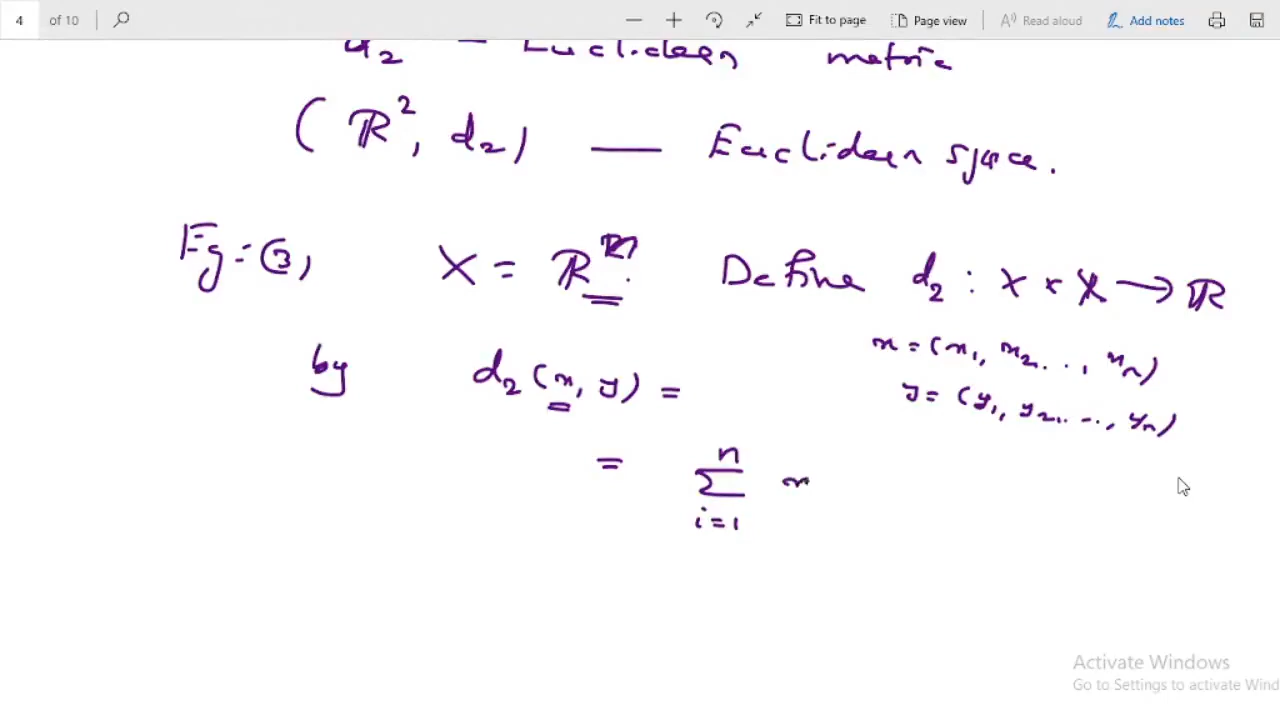 4 of 10 Fit to page Page view Read aloud Add notes
d₂ — Euclidean metric
(ℝ², d₂) — Euclidean space.
Eg:- ③, X = ℝⁿ. Define d₂ : X × X → ℝ
x = (x₁, x₂..., xₙ)
by d₂(x, y) =
y = (y₁, y₂,..., yₙ)
= ∑ⁿᵢ₌₁ x
Activate Windows
Go to Settings to activate Wind